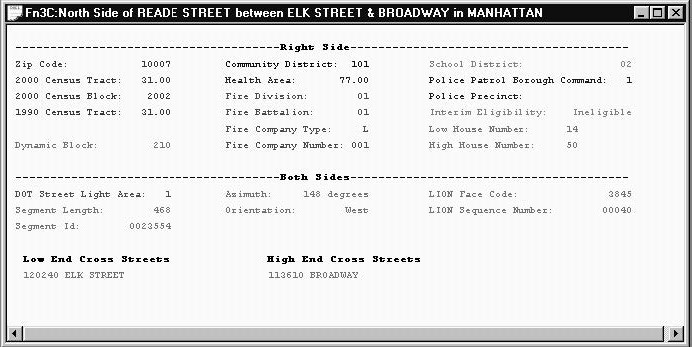 Fn3C:North Side of READE STREET between ELK STREET & BROADWAY in MANHATTAN
Right Side
Zip Code: 10007 Community District: 101 School District: 02
2000 Census Tract: 31.00 Health Area: 77.00 Police Patrol Borough Command: 1
2000 Census Block: 2002 Fire Division: 01 Police Precinct:
1990 Census Tract: 31.00 Fire Battalion: 01 Interim Eligibility: Ineligible
Fire Company Type: L Low House Number: 14
Dynamic Block: 210 Fire Company Number: 001 High House Number: 50
Both Sides
DOT Street Light Area: 1 Azimuth: 148 degrees LION Face Code: 3845
Segment Length: 468 Orientation: West LION Sequence Number: 00040
Segment Id: 0023554
Low End Cross Streets High End Cross Streets
120240 ELK STREET 113610 BROADWAY